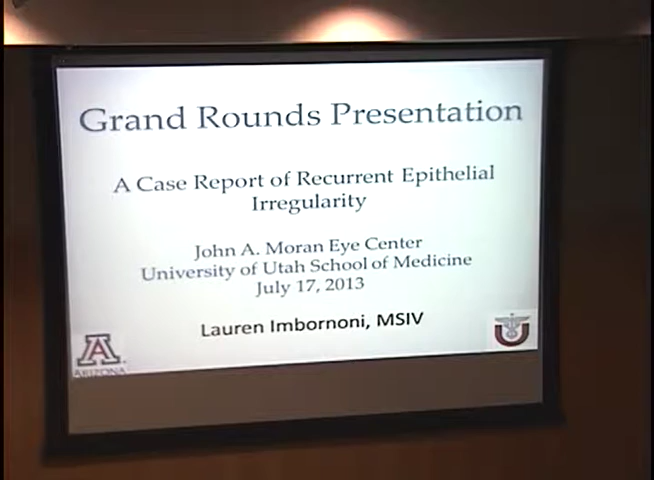 Grand Rounds Presentation
A Case Report of Recurrent Epithelial
Irregularity
John A. Moran Eye Center
University of Utah School of Medicine
July 17, 2013
Lauren Imbornoni, MSIV
A
ARIZONA
U